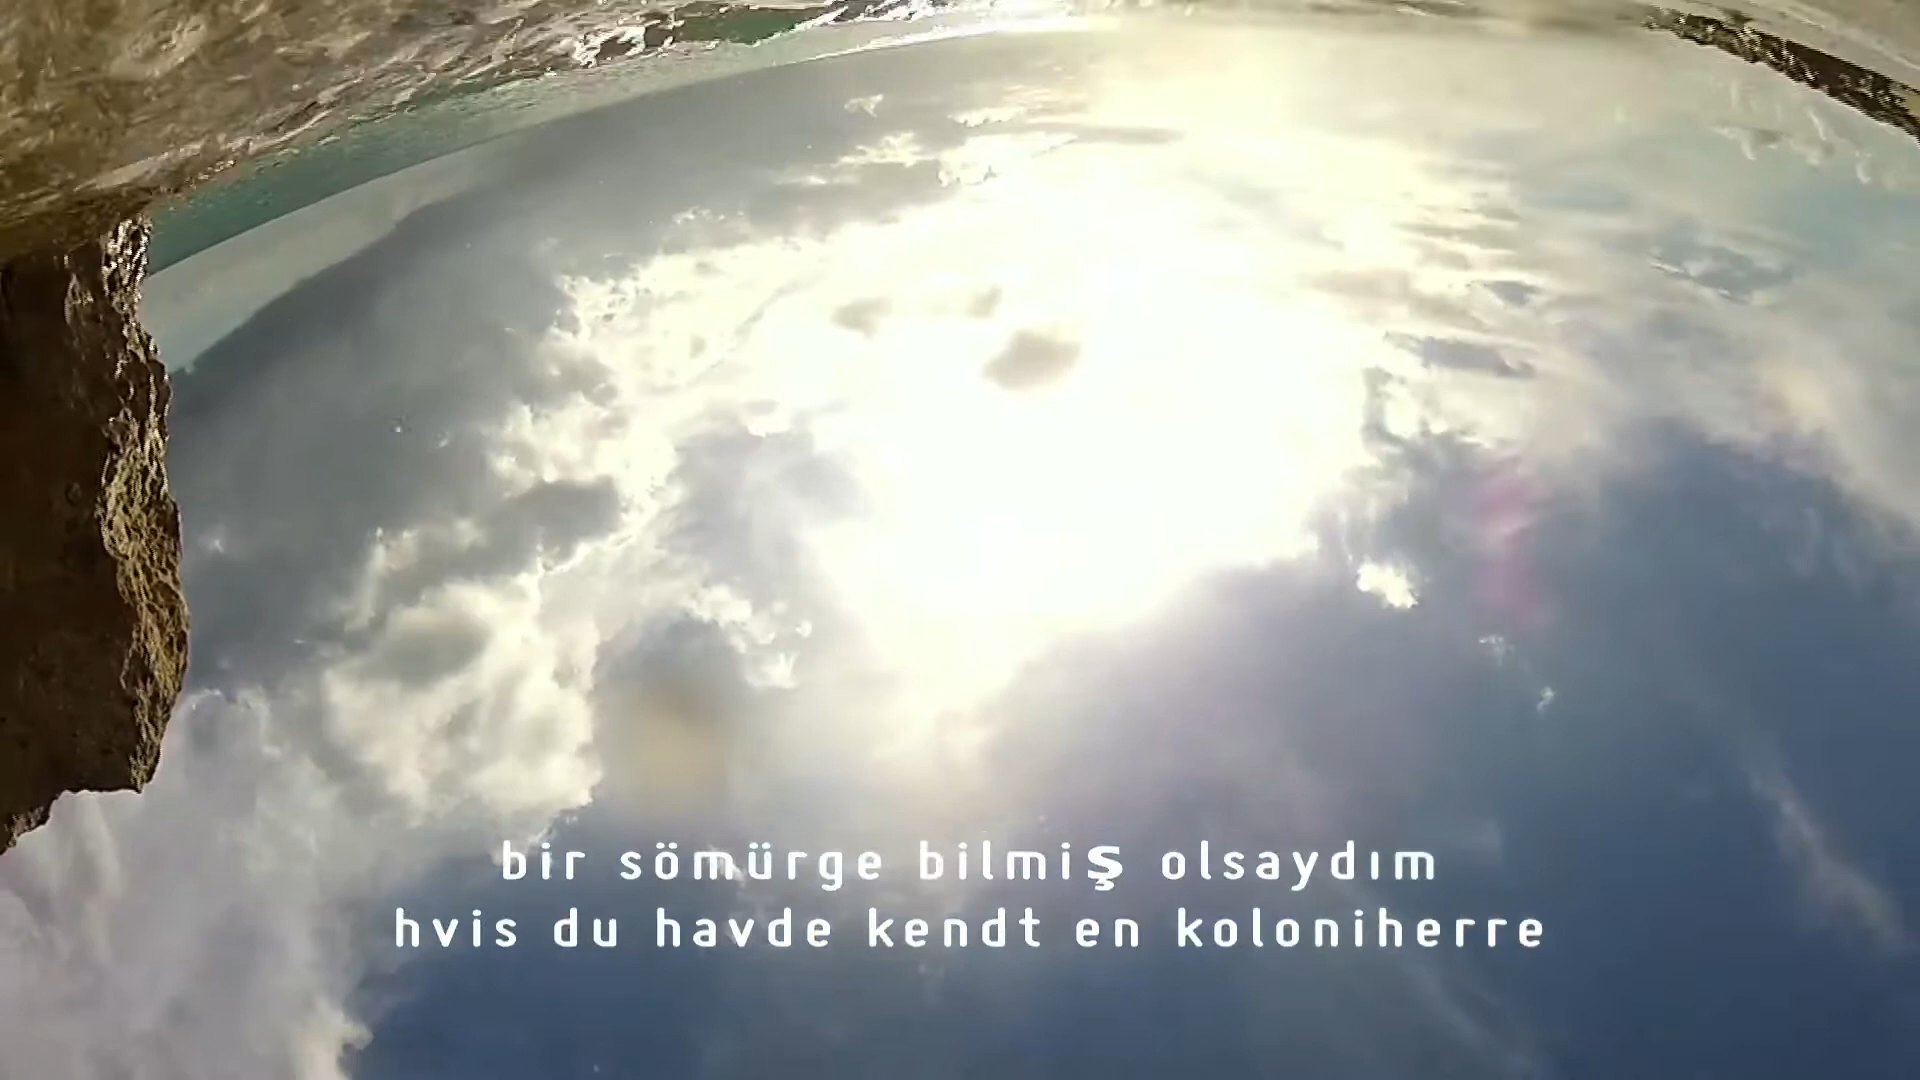 bir sömürge bilmiş olsaydım
hvis du havde kendt en koloniherre